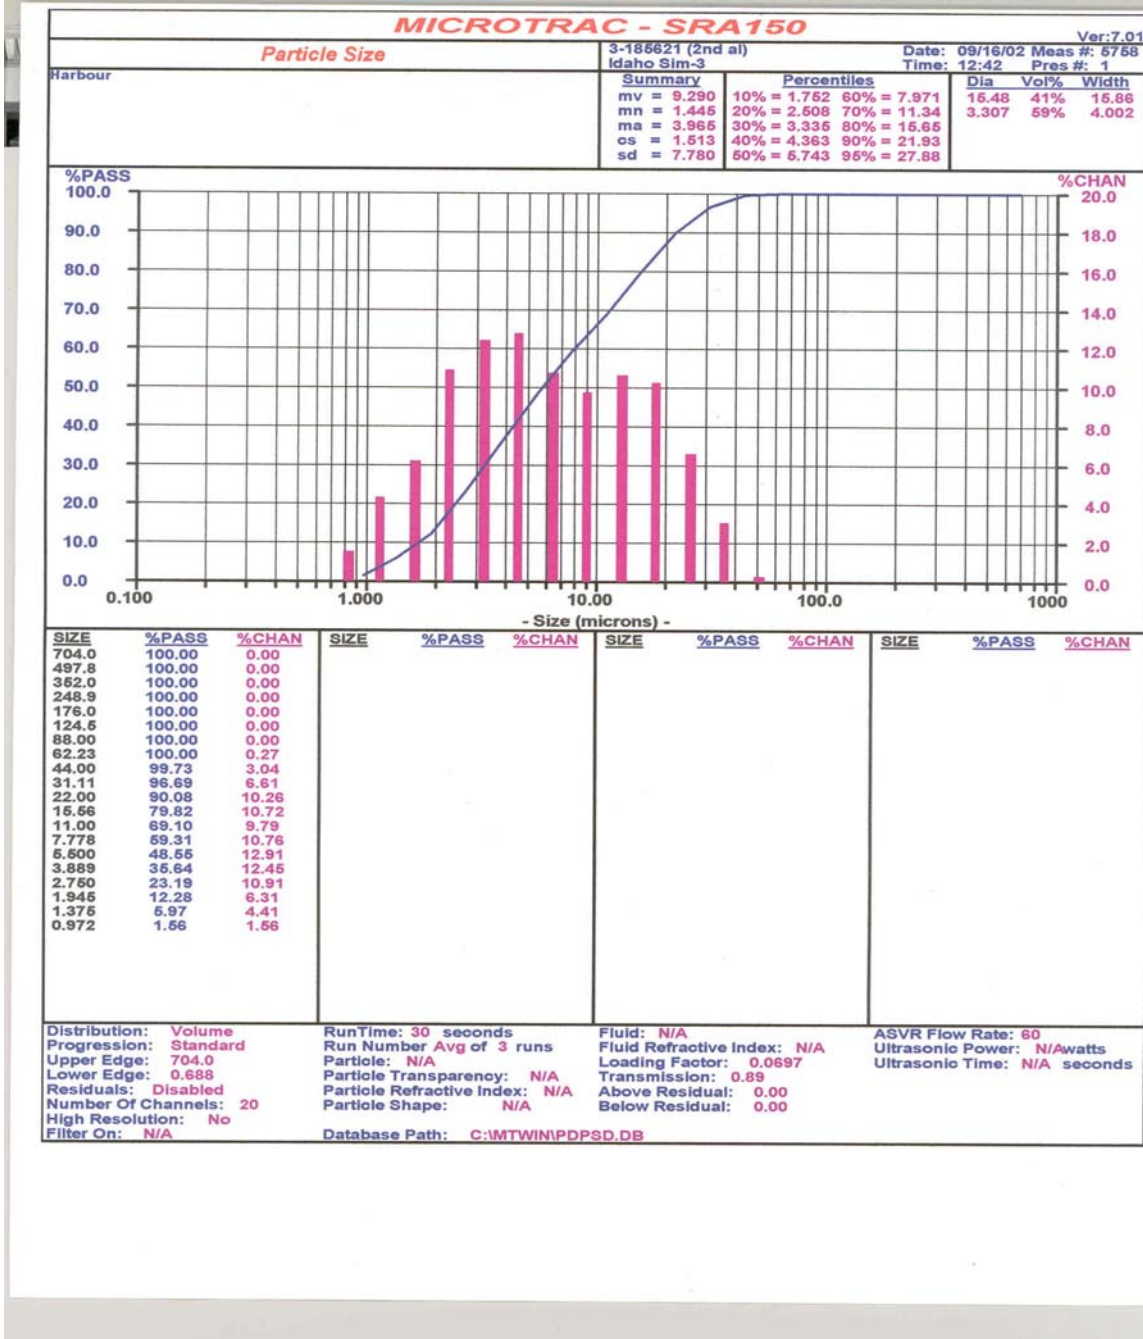 MICROTRAC - SRA150
Ver:7.01
Particle Size
3-185621 (2nd al)
Idaho Sim-3
Date: 09/16/02 Meas #: 5758
Time: 12:42 Pres #: 1
Harbour
Summary
mv = 9.290
mn = 1.445
ma = 3.965
cs = 1.513
sd = 7.780
Percentiles
10% = 1.752 60% = 7.971
20% = 2.508 70% = 11.34
30% = 3.335 80% = 15.65
40% = 4.363 90% = 21.93
50% = 5.743 95% = 27.88
Dia Vol% Width
15.48 41% 15.86
3.307 59% 4.002
%PASS
100.0
90.0
80.0
70.0
60.0
50.0
40.0
30.0
20.0
10.0
0.0
%CHAN
20.0
18.0
16.0
14.0
12.0
10.0
8.0
6.0
4.0
2.0
0.0
0.100 1.000 10.00 100.0 1000
- Size (microns) -
SIZE %PASS %CHAN SIZE %PASS %CHAN SIZE %PASS %CHAN SIZE %PASS %CHAN
704.0 100.00 0.00
497.8 100.00 0.00
352.0 100.00 0.00
248.9 100.00 0.00
176.0 100.00 0.00
124.5 100.00 0.00
88.00 100.00 0.00
62.23 100.00 0.27
44.00 99.73 3.04
31.11 96.69 6.61
22.00 90.08 10.26
15.56 79.82 10.72
11.00 69.10 9.79
7.778 59.31 10.76
5.500 48.55 12.91
3.889 35.64 12.45
2.750 23.19 10.91
1.945 12.28 6.31
1.375 5.97 4.41
0.972 1.56 1.56
Distribution: Volume
Progression: Standard
Upper Edge: 704.0
Lower Edge: 0.688
Residuals: Disabled
Number Of Channels: 20
High Resolution: No
Filter On: N/A
RunTime: 30 seconds
Run Number Avg of 3 runs
Particle: N/A
Particle Transparency: N/A
Particle Refractive Index: N/A
Particle Shape: N/A
Database Path: C:\MTWIN\PDPSD.DB
Fluid: N/A
Fluid Refractive Index: N/A
Loading Factor: 0.0697
Transmission: 0.89
Above Residual: 0.00
Below Residual: 0.00
ASVR Flow Rate: 60
Ultrasonic Power: N/A watts
Ultrasonic Time: N/A seconds